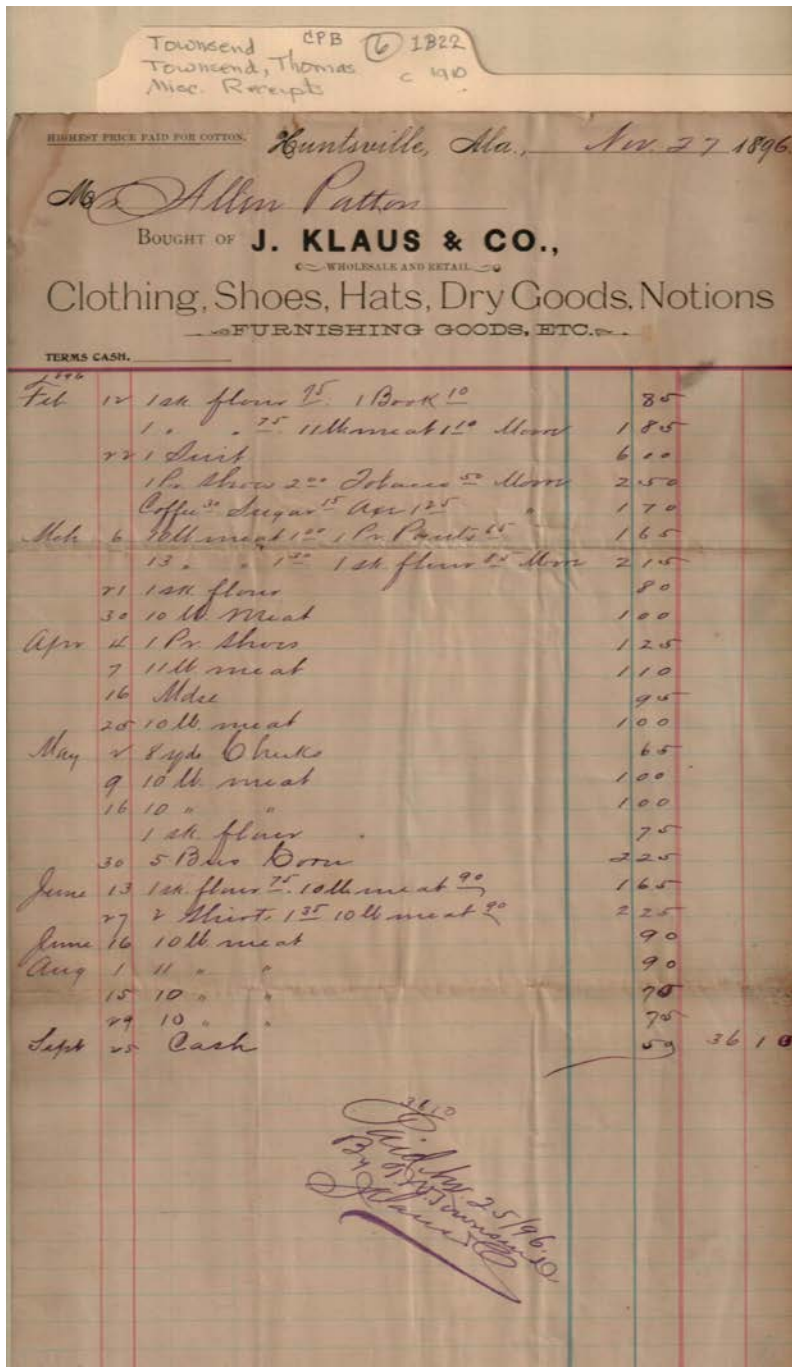 Townsend CPB 6 1822
Townsend, Thomas c 1910
Misc. Receipts
HIGHEST PRICE PAID FOR COTTON. Huntsville, Ala., Nov. 27 1896.
M Allen Patton
BOUGHT OF J. KLAUS & CO.,
WHOLESALE AND RETAIL
Clothing, Shoes, Hats, Dry Goods, Notions
FURNISHING GOODS, ETC.
TERMS CASH.
1896
Feb 12 1 sk. flour 75. 1 Book 10 85
1 " " 75 11 lb meat 1 10 1 85
22 1 Suit 6 00
1 Pr. Shoes 2 00 Tobacco 50 2 50
Coffee 30 Sugar 15 Axe 1 25 " 1 70
Mch 6 10 lb meat 1 00 1 Pr. Pants 65 1 65
13 " " 1 30 1 sk. flour 85 2 15
21 1 sk flour 80
30 10 lb. meat 1 00
Apr 4 1 Pr. Shoes 1 25
7 11 lb meat 1 10
16 Mdse 95
25 10 lb. meat 1 00
May 2 8 yds Checks 65
9 10 lb. meat 1 00
16 10 " " 1 00
1 sk. flour 75
30 5 Bus Corn 2 25
June 13 1 sk. flour 75. 10 lb meat 90 1 65
27 2 Shirts 1 35 10 lb meat 90 2 25
June 16 10 lb. meat 90
Aug 1 11 " " 90
15 10 " " 75
29 10 " " 75
Sept 25 Cash 59 36 10
36 10
Paid 25/96
By Townsend
J Klaus & Co